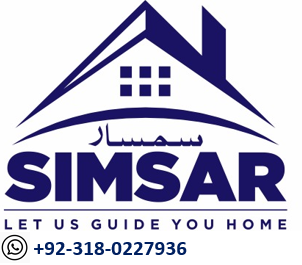 سمسار
SIMSAR
LET US GUIDE YOU HOME
+92-318-0227936